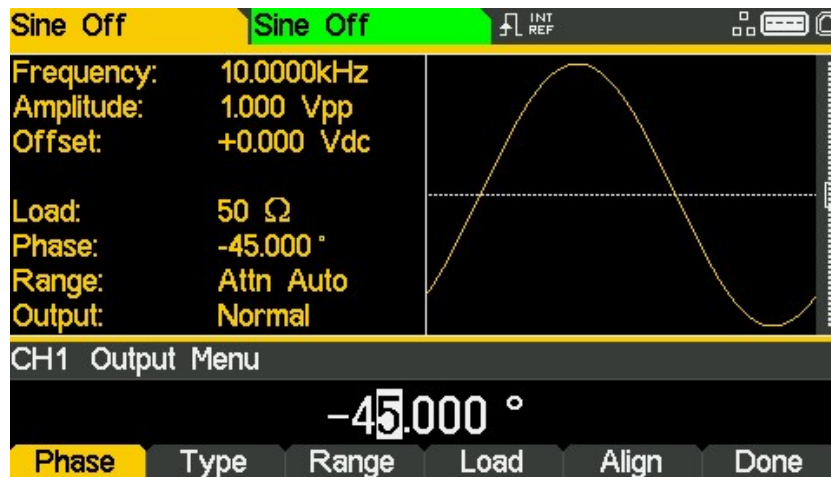 Sine Off Sine Off INT
REF
Frequency: 10.0000kHz
Amplitude: 1.000 Vpp
Offset: +0.000 Vdc
Load: 50 Ω
Phase: -45.000 °
Range: Attn Auto
Output: Normal
CH1 Output Menu
-45.000 °
Phase Type Range Load Align Done